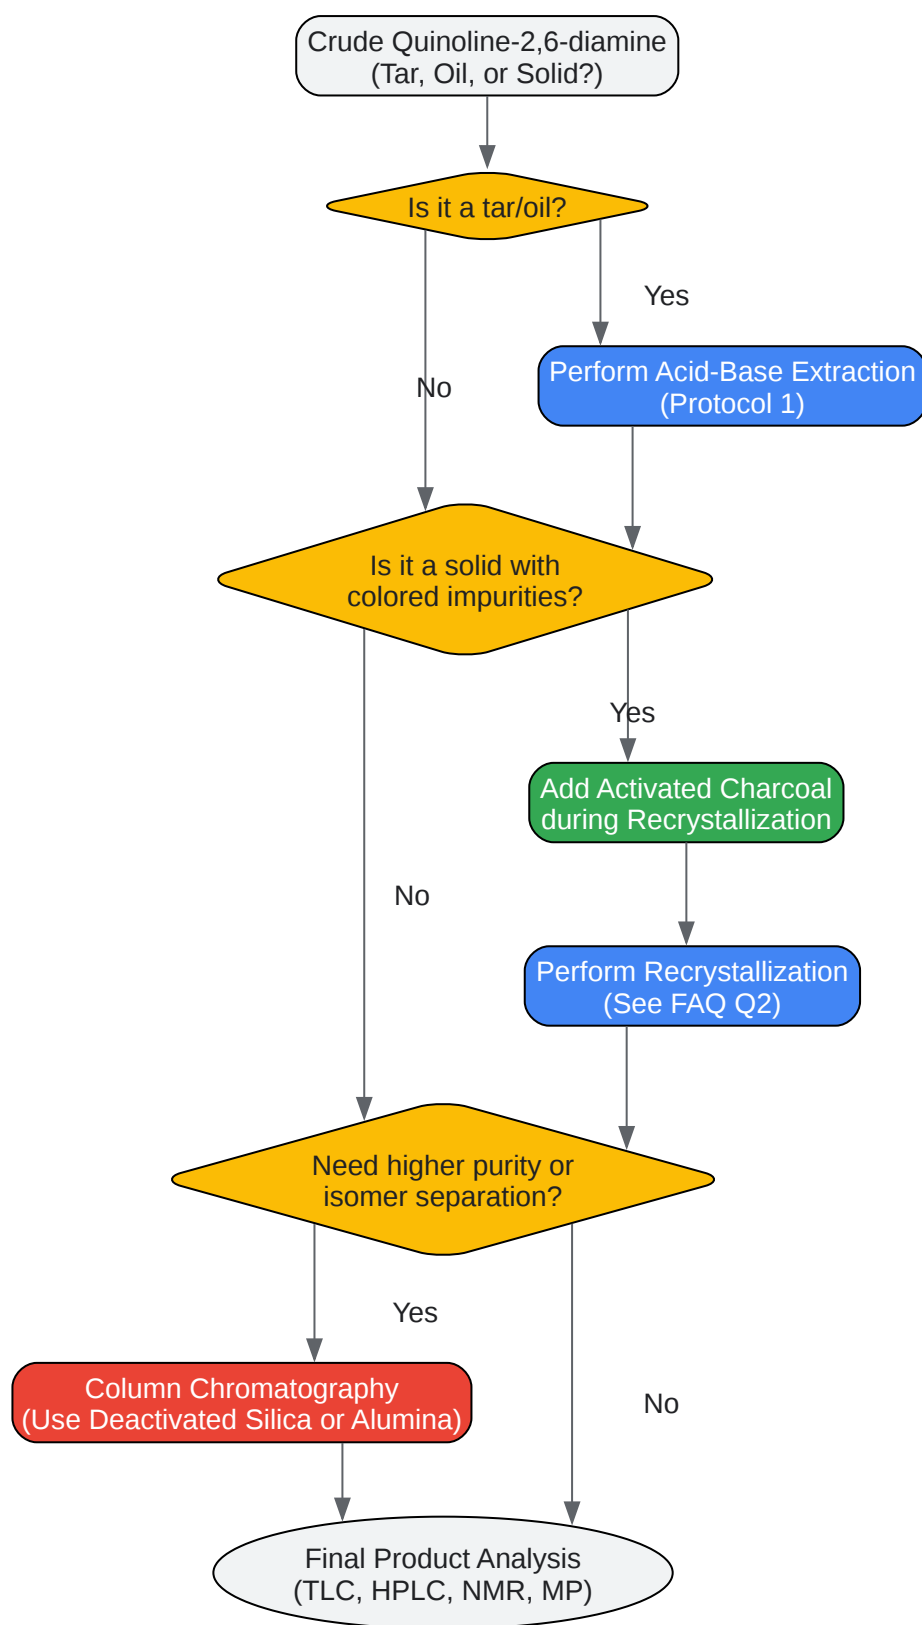 Crude Quinoline-2,6-diamine
(Tar, Oil, or Solid?)
Is it a tar/oil?
Yes
Perform Acid-Base Extraction
(Protocol 1)
No
Is it a solid with
colored impurities?
Yes
Add Activated Charcoal
during Recrystallization
No
Perform Recrystallization
(See FAQ Q2)
Need higher purity or
isomer separation?
Yes
Column Chromatography
(Use Deactivated Silica or Alumina)
No
Final Product Analysis
(TLC, HPLC, NMR, MP)